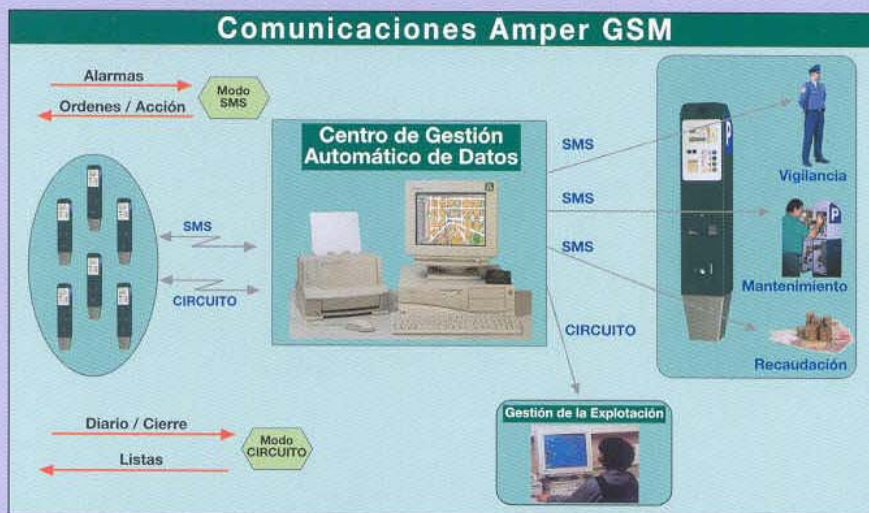 Comunicaciones Amper GSM
Alarmas
Ordenes / Acción
Modo
SMS
Centro de Gestión
Automático de Datos
SMS
CIRCUITO
SMS
SMS
SMS
CIRCUITO
P
Vigilancia
P
Mantenimiento
Recaudación
Gestión de la Explotación
Diario / Cierre
Listas
Modo
CIRCUITO